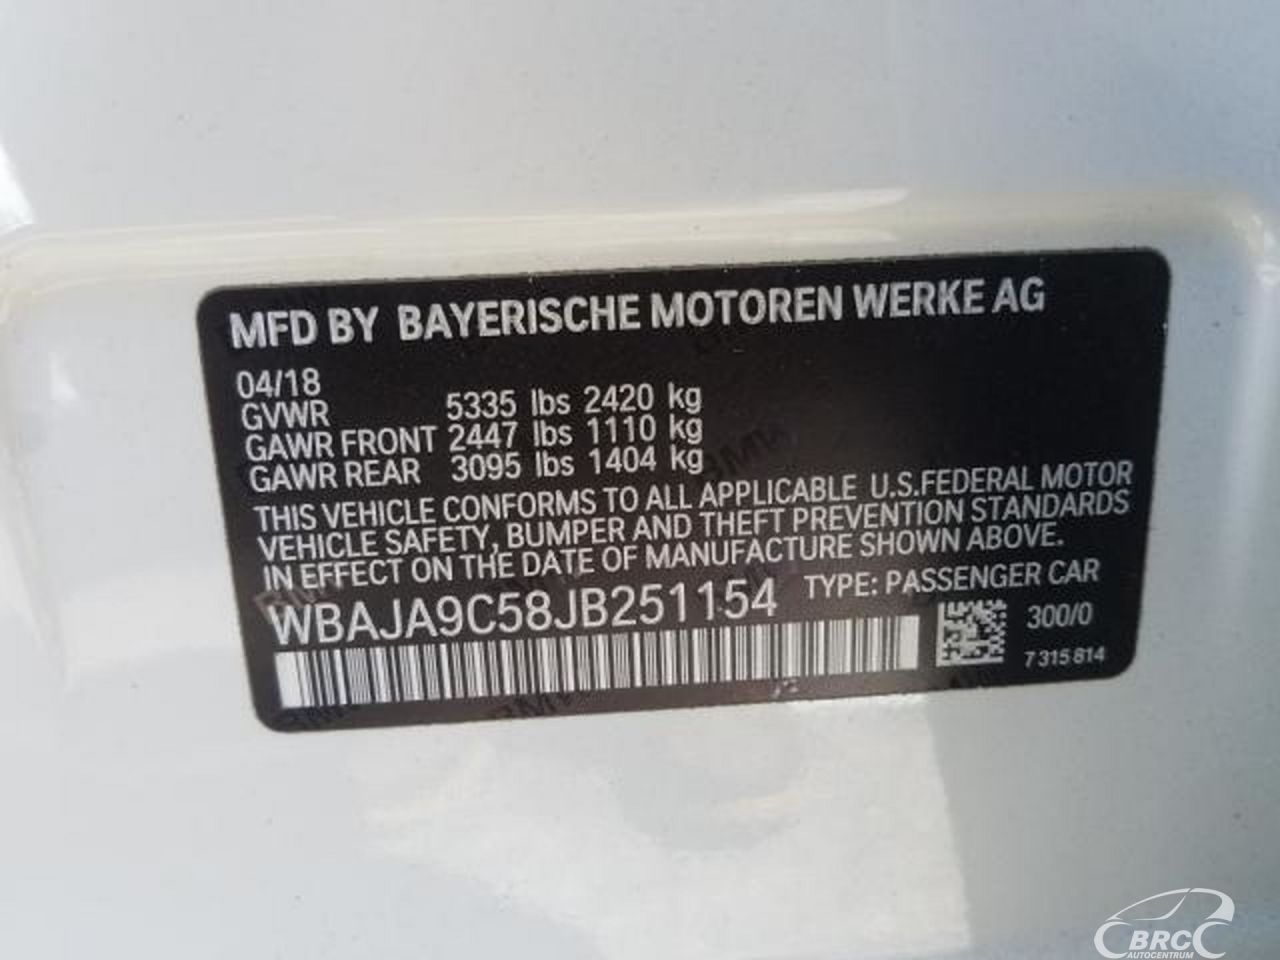 MFD BY BAYERISCHE MOTOREN WERKE AG
04/18
GVWR 5335 lbs 2420 kg
GAWR FRONT 2447 lbs 1110 kg
GAWR REAR 3095 lbs 1404 kg
THIS VEHICLE CONFORMS TO ALL APPLICABLE U.S.FEDERAL MOTOR
VEHICLE SAFETY, BUMPER AND THEFT PREVENTION STANDARDS
IN EFFECT ON THE DATE OF MANUFACTURE SHOWN ABOVE.
WBAJA9C58JB251154 TYPE: PASSENGER CAR
300/0
7315814
BRC
AUTOCENTRUM